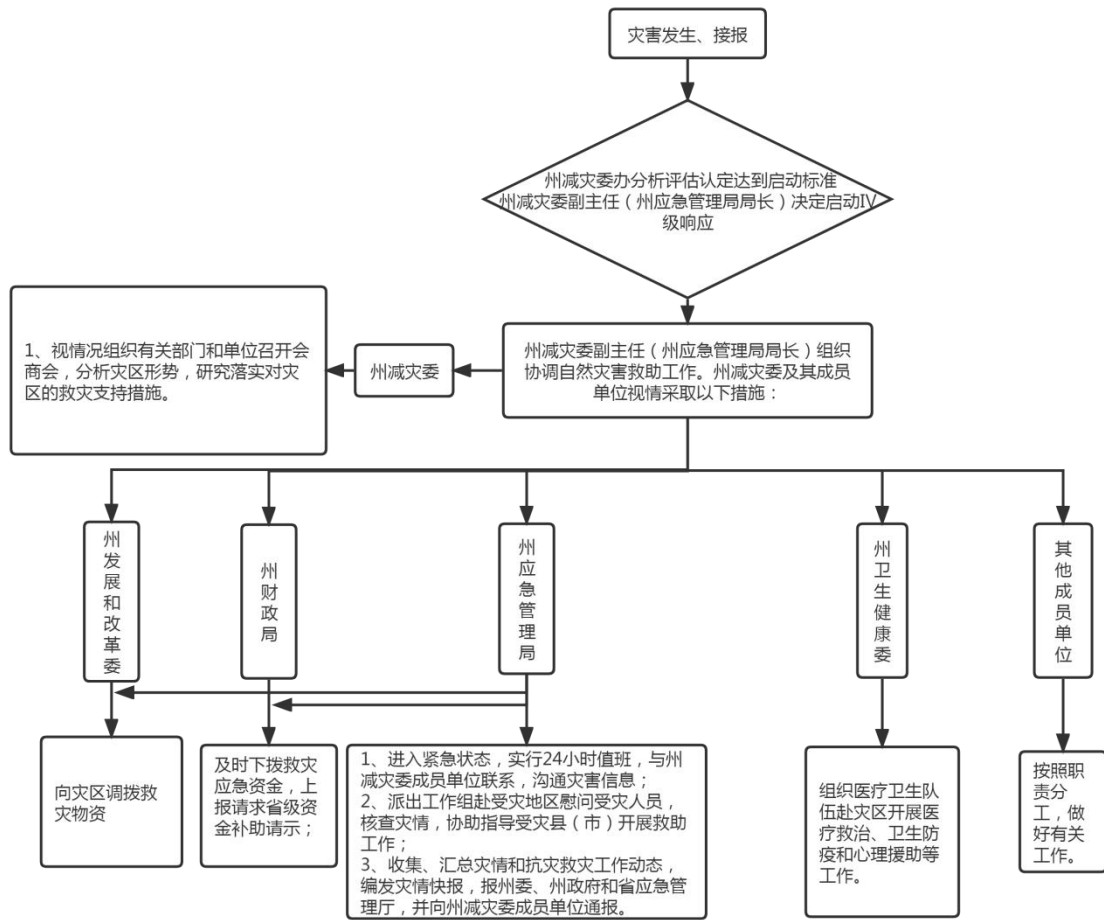 灾害发生、接报
州减灾委办分析评估认定达到启动标准
州减灾委副主任（州应急管理局局长）决定启动IV
级响应
1、视情况组织有关部门和单位召开会
商会，分析灾区形势，研究落实对灾
区的救灾支持措施。
州减灾委
州减灾委副主任（州应急管理局局长）组织
协调自然灾害救助工作。州减灾委及其成员
单位视情采取以下措施：
州发展和改革委
州财政局
州应急管理局
州卫生健康委
其他成员单位
向灾区调拨救
灾物资
及时下拨救灾
应急资金，上
报请求省级资
金补助请示；
1、进入紧急状态，实行24小时值班，与州
减灾委成员单位联系，沟通灾害信息；
2、派出工作组赴受灾地区慰问受灾人员，
核查灾情，协助指导受灾县（市）开展救助
工作；
3、收集、汇总灾情和抗灾救灾工作动态，
编发灾情快报，报州委、州政府和省应急管
理厅，并向州减灾委成员单位通报。
组织医疗卫生队
伍赴灾区开展医
疗救治、卫生防
疫和心理援助等
工作。
按照职
责分
工，做
好有关
工作。